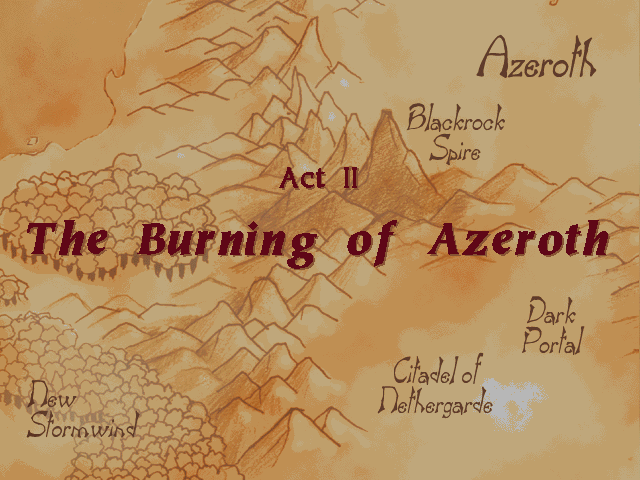 Azeroth
Blackrock
Spire
Act II
The Burning of Azeroth
Dark
Portal
Citadel of
Nethergarde
New
Stormwind